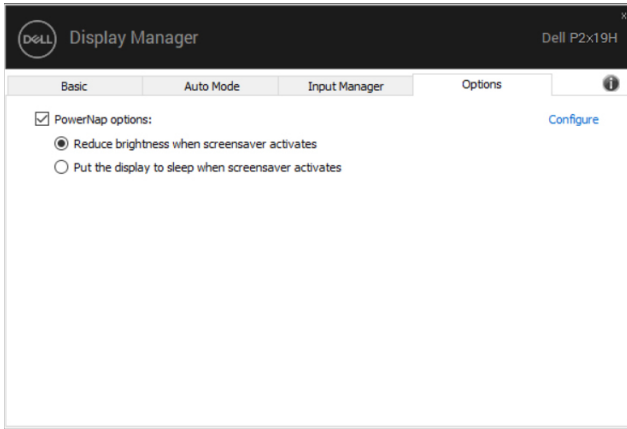 x
DELL Display Manager Dell P2x19H
Basic Auto Mode Input Manager Options i
PowerNap options: Configure
Reduce brightness when screensaver activates
Put the display to sleep when screensaver activates